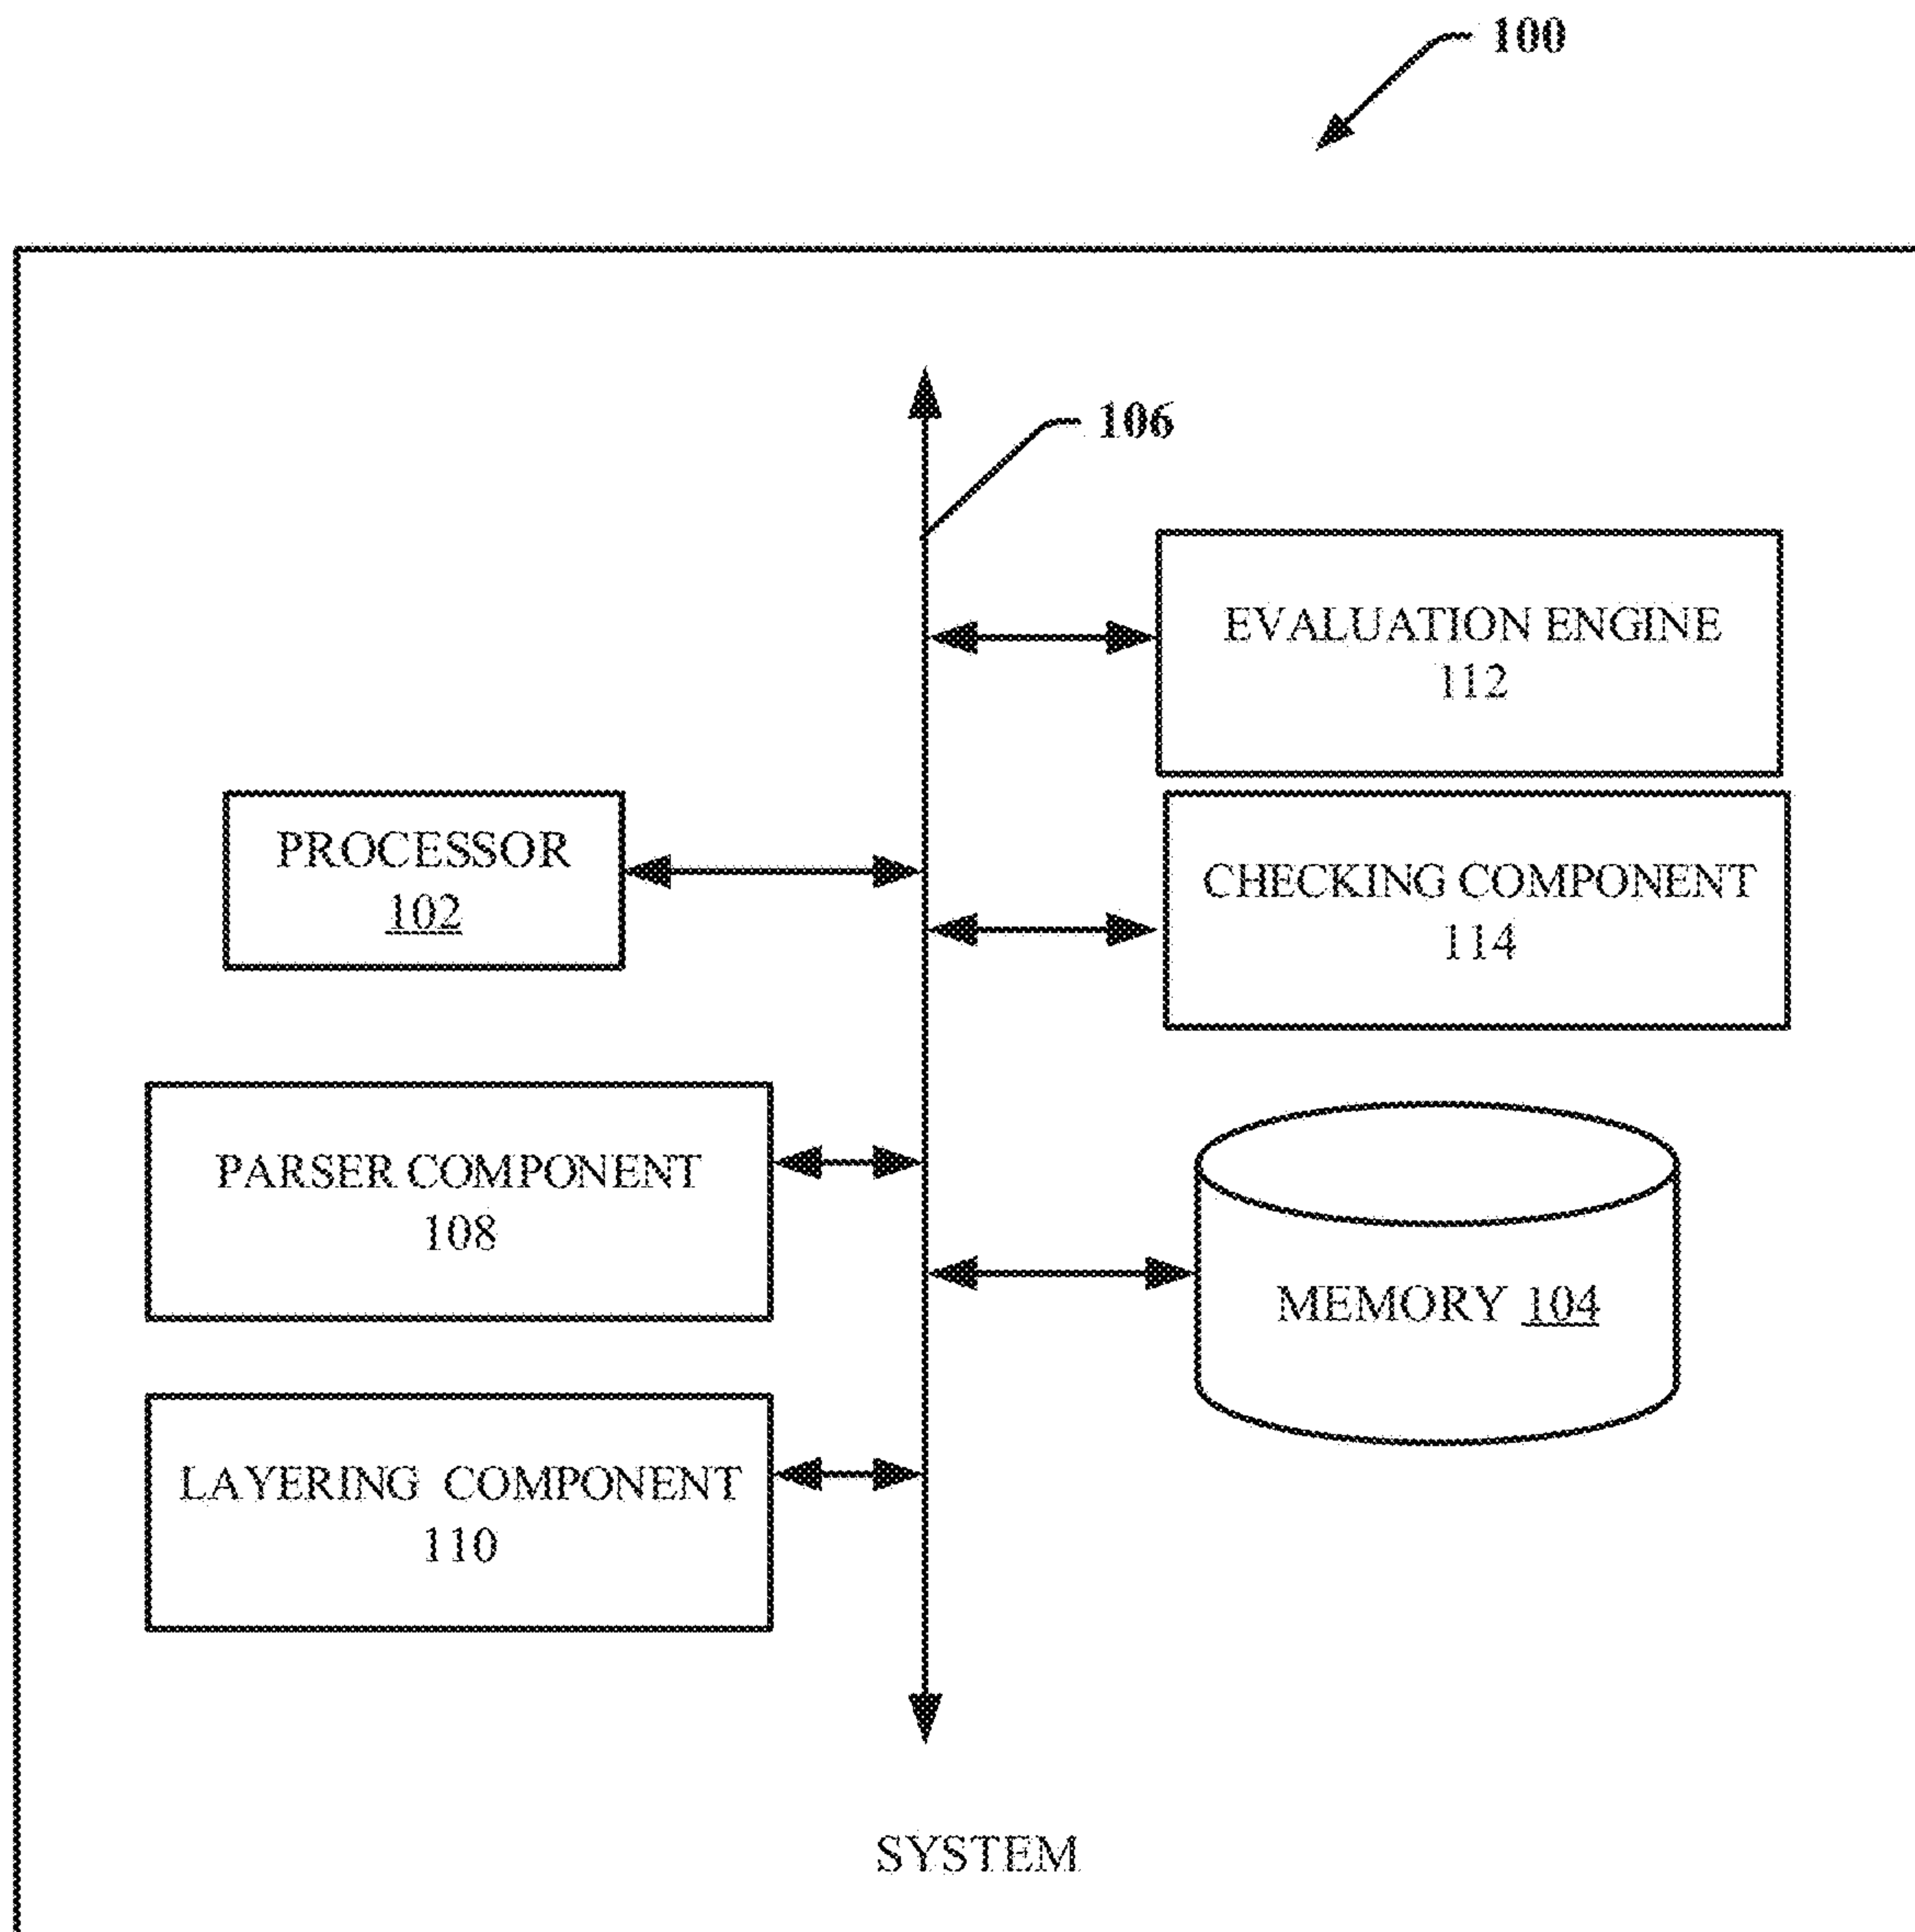 100
106
EVALUATION ENGINE
112
PROCESSOR
102
CHECKING COMPONENT
114
PARSER COMPONENT
108
MEMORY 104
LAYERING COMPONENT
110
SYSTEM